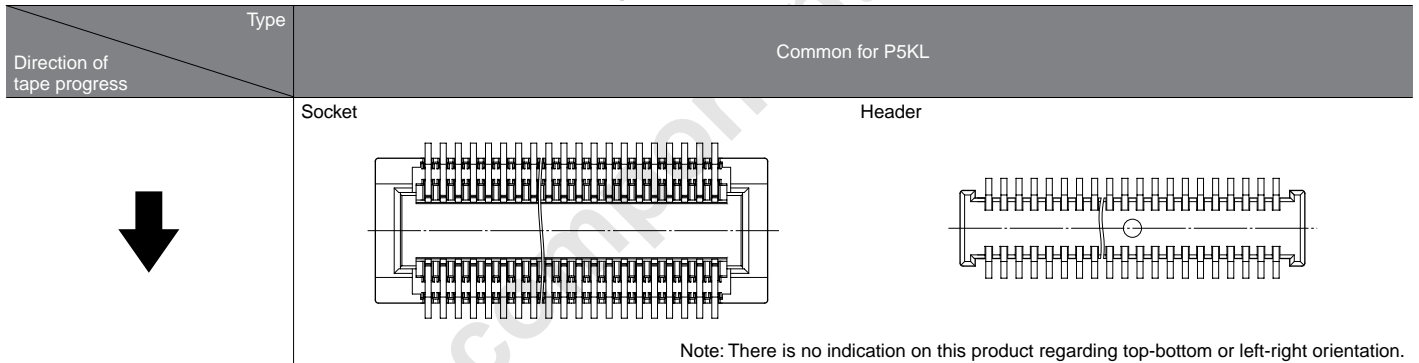 Type
Direction of
tape progress
Common for P5KL
Socket
Header
Note: There is no indication on this product regarding top-bottom or left-right orientation.